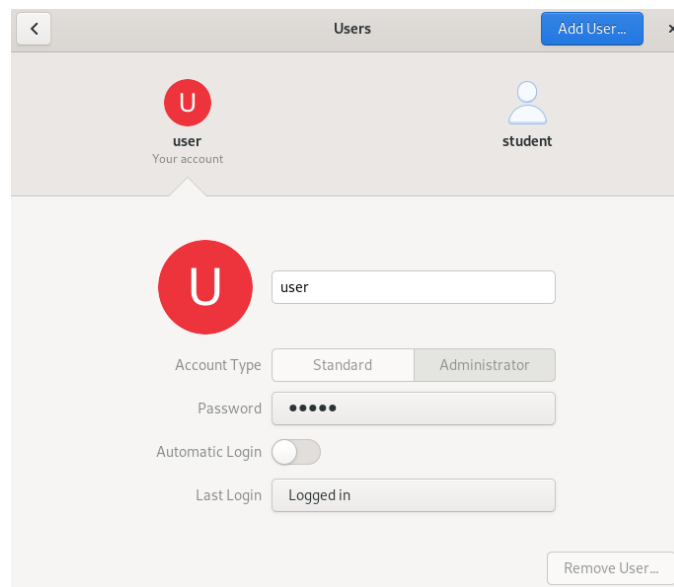 Users
Add User...
U
user
Your account
student
U
user
Account Type
Standard
Administrator
Password
●●●●●
Automatic Login
Last Login
Logged in
Remove User...